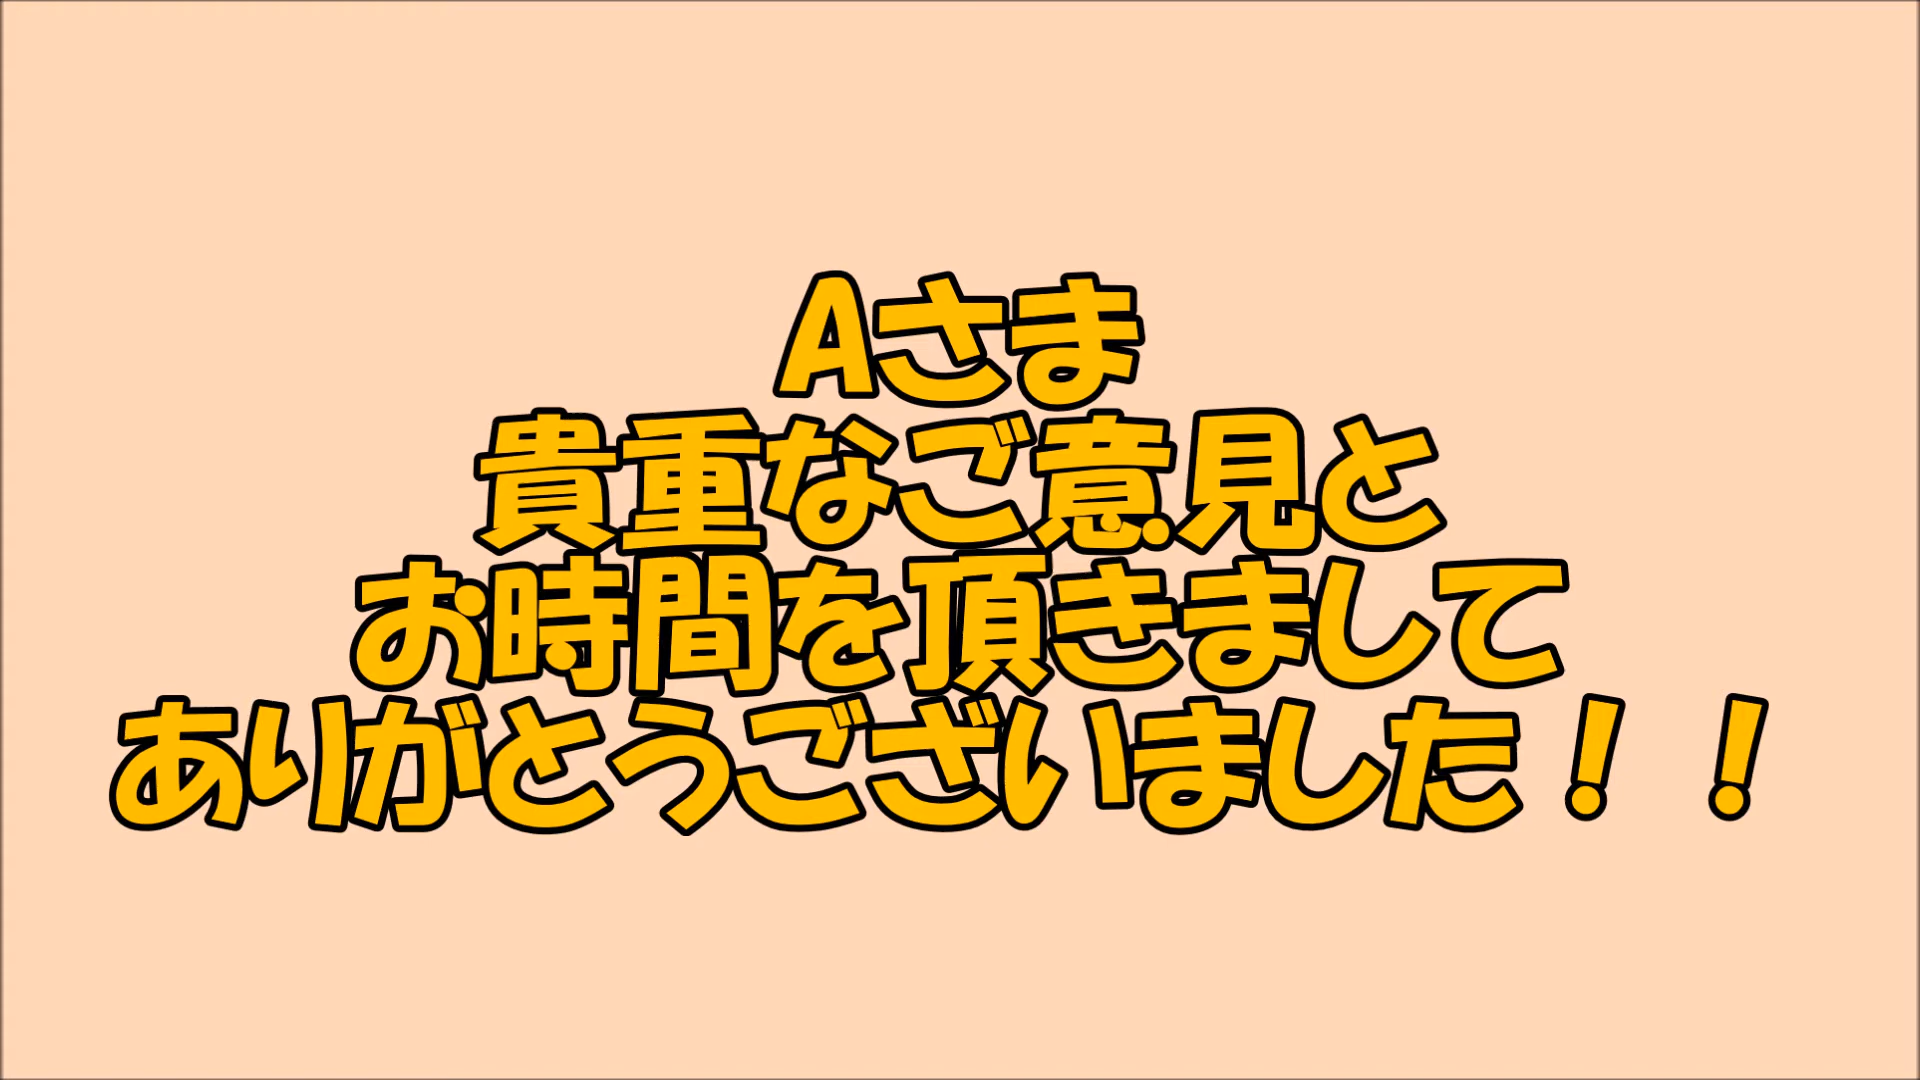 Aさま
貴重なご意見と
お時間を頂きまして
ありがとうございました！！